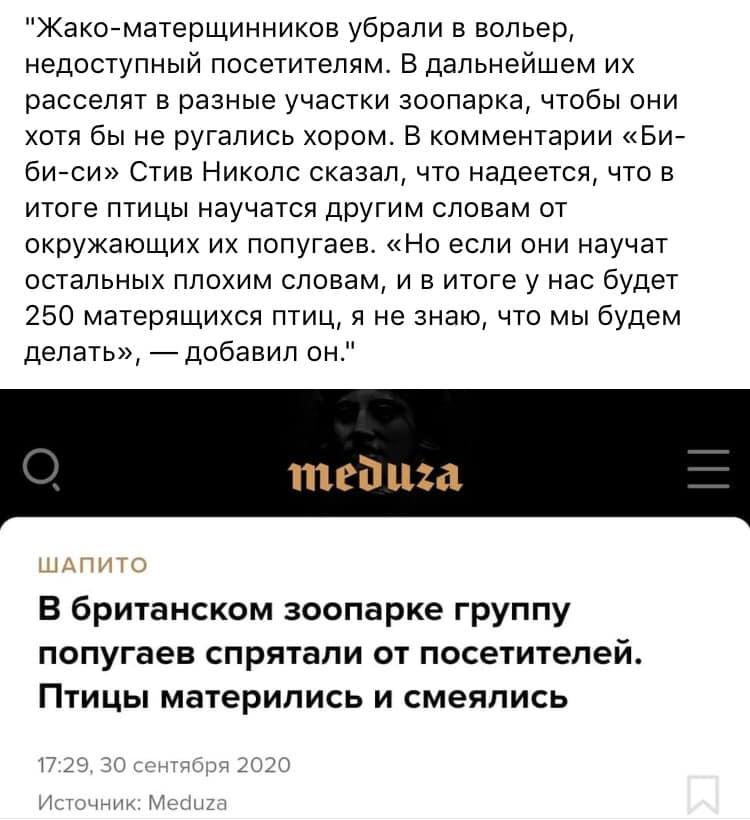 "Жако-матерщинников убрали в вольер,
недоступный посетителям. В дальнейшем их
расселят в разные участки зоопарка, чтобы они
хотя бы не ругались хором. В комментарии «Би-
би-си» Стив Николс сказал, что надеется, что в
итоге птицы научатся другим словам от
окружающих их попугаев. «Но если они научат
остальных плохим словам, и в итоге у нас будет
250 матерящихся птиц, я не знаю, что мы будем
делать», — добавил он."
meduza
ШАПИТО
В британском зоопарке группу
попугаев спрятали от посетителей.
Птицы матерились и смеялись
17:29, 30 сентября 2020
Источник: Meduza